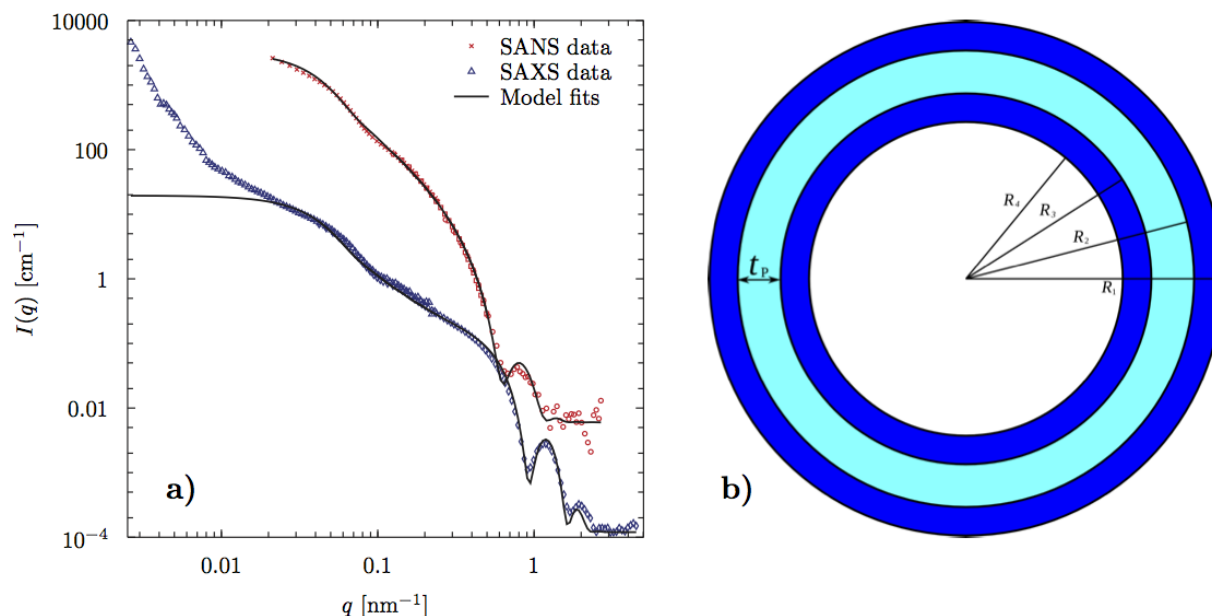 10000
100
1
0.01
10−4
I(q) [cm−1]
SANS data
SAXS data
Model fits
a)
0.01
0.1
1
q [nm−1]
R4
R3
R2
R1
tP
b)